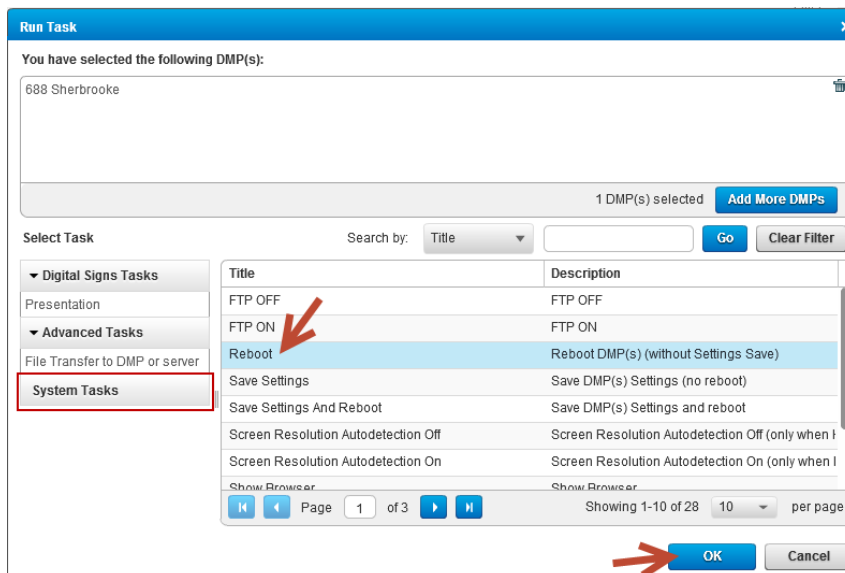 Run Task
You have selected the following DMP(s):
688 Sherbrooke
1 DMP(s) selected Add More DMPs
Select Task Search by: Title Go Clear Filter
Digital Signs Tasks
Presentation
Advanced Tasks
File Transfer to DMP or server
System Tasks
Title Description
FTP OFF FTP OFF
FTP ON FTP ON
Reboot Reboot DMP(s) (without Settings Save)
Save Settings Save DMP(s) Settings (no reboot)
Save Settings And Reboot Save DMP(s) Settings and reboot
Screen Resolution Autodetection Off Screen Resolution Autodetection Off (only when
Screen Resolution Autodetection On Screen Resolution Autodetection On (only when
Show Browser Show Browser
Page 1 of 3 Showing 1-10 of 28 10 per page
OK Cancel